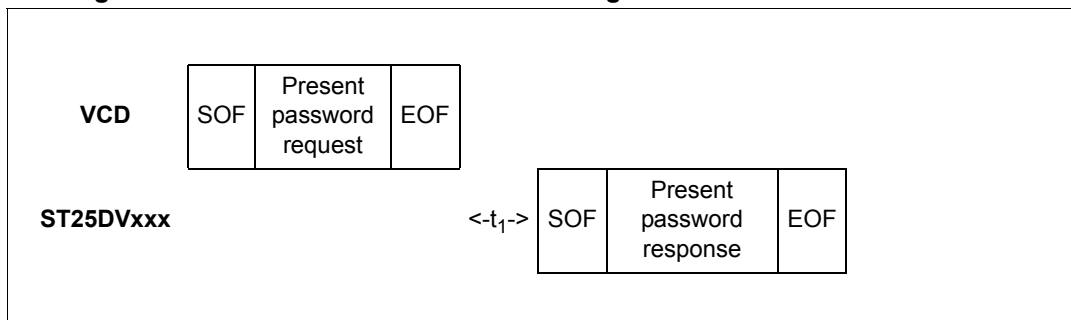 VCD
SOF
Present
password
request
EOF
ST25DVxxx
<-t1->
SOF
Present
password
response
EOF